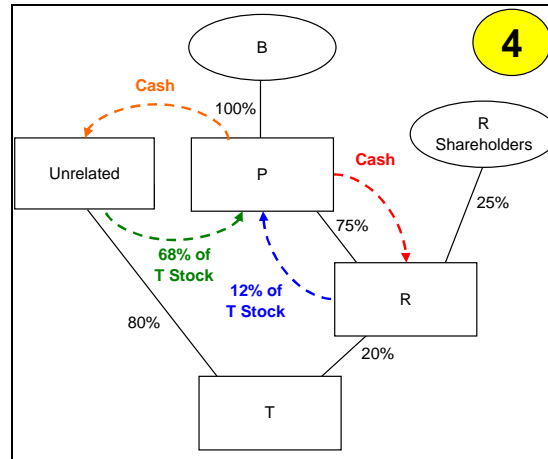 4
B
Cash
100%
R
Shareholders
Unrelated
P
Cash
25%
75%
68% of
T Stock
12% of
T Stock
R
80%
20%
T